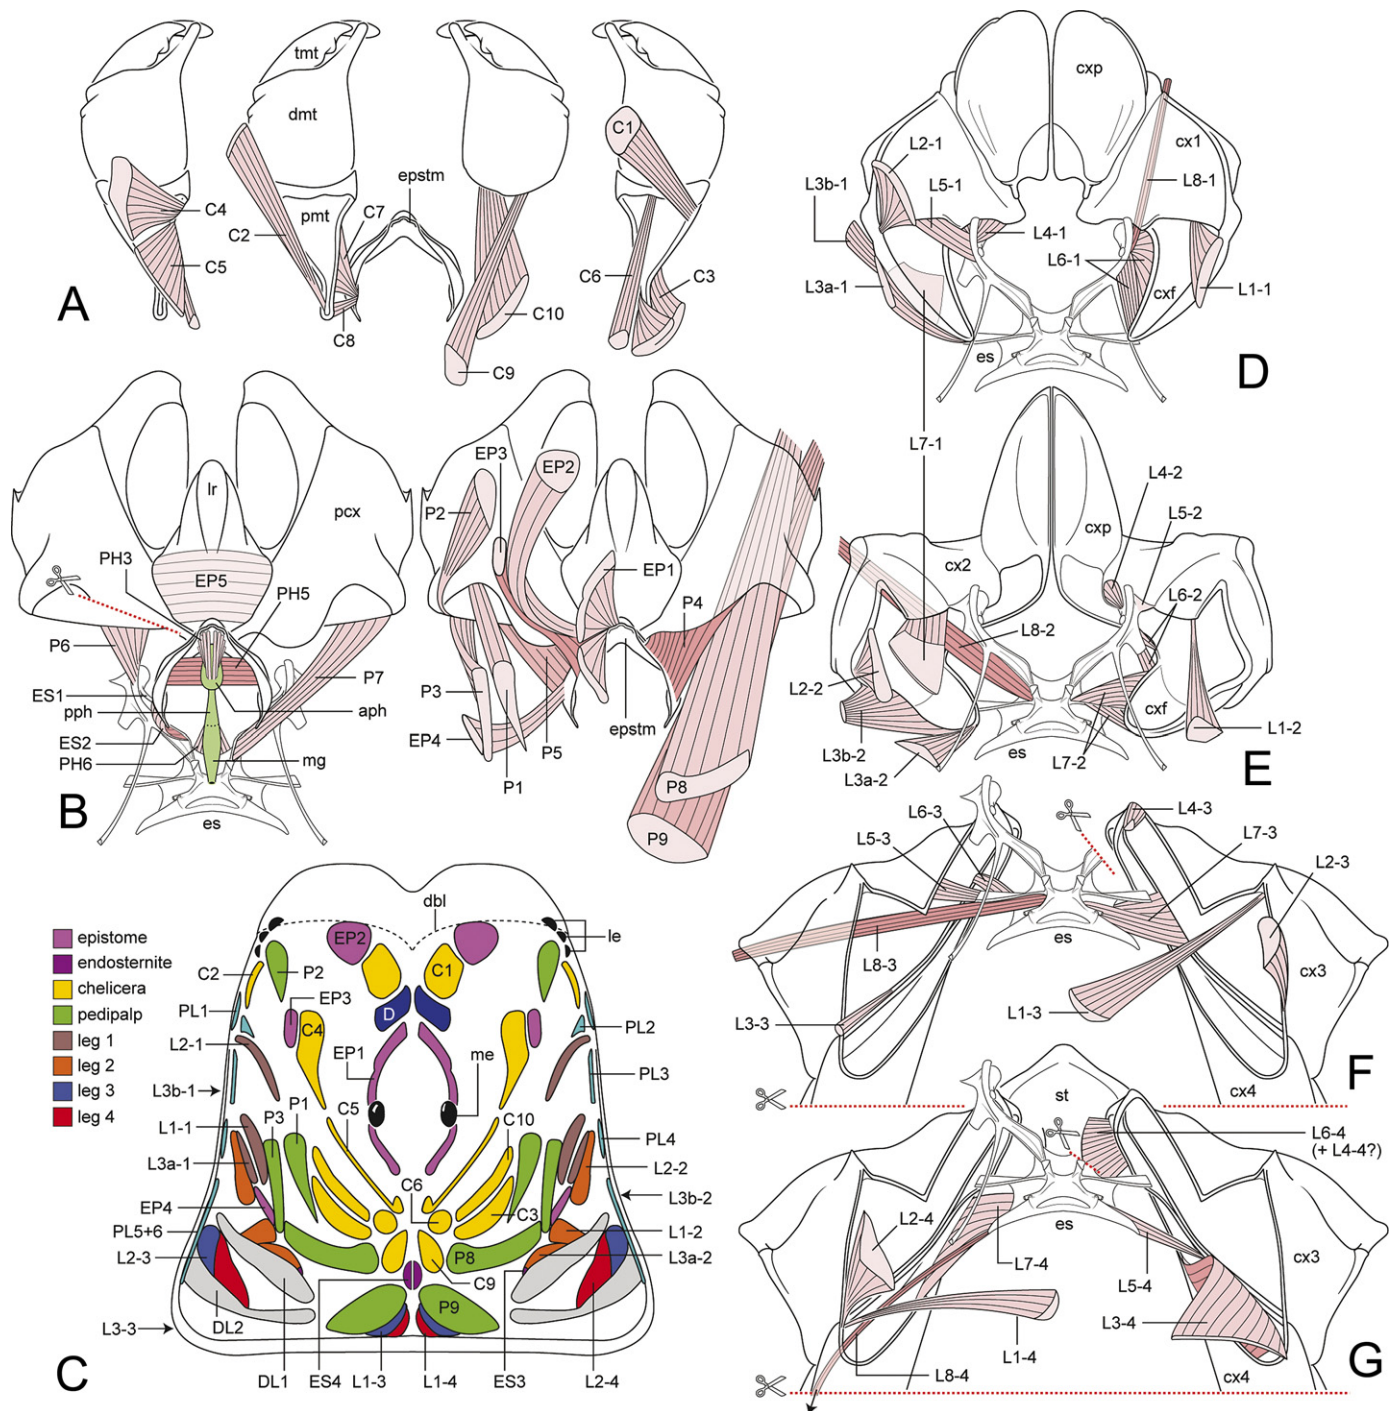 tmt
dmt
pmt
C4
C5
C2
C7
C8
epstm
C9
C10
C1
C6
C3
A
cxp
cx1
L2-1
L3b-1
L5-1
L8-1
L4-1
L6-1
L3a-1
cxf
L1-1
es
D
L7-1
lr
pcx
PH3
EP5
PH5
P6
P7
ES1
pph
aph
ES2
PH6
mg
es
B
EP3
EP2
P2
EP1
P4
P3
EP4
P5
P1
epstm
P8
P9
L4-2
cxp
L5-2
cx2
L6-2
L8-2
L2-2
cxf
L1-2
L3b-2
L3a-2
es
L7-2
E
epistome
endosternite
chelicera
pedipalp
leg 1
leg 2
leg 3
leg 4
dbl
le
EP2
C1
C2
P2
EP3
D
PL1
PL2
C4
L2-1
EP1
me
PL3
L3b-1
C5
P3
P1
C10
L1-1
PL4
L3a-1
L2-2
C6
L3b-2
EP4
C3
PL5+6
L1-2
L2-3
P8
L3a-2
C9
DL2
P9
L3-3
DL1
ES4
L1-3
L1-4
ES3
L2-4
C
L6-3
L4-3
L5-3
L7-3
L2-3
es
L8-3
cx3
L1-3
L3-3
cx4
F
st
L6-4
(+ L4-4?)
L2-4
es
L7-4
L5-4
cx3
L3-4
L1-4
L8-4
cx4
G